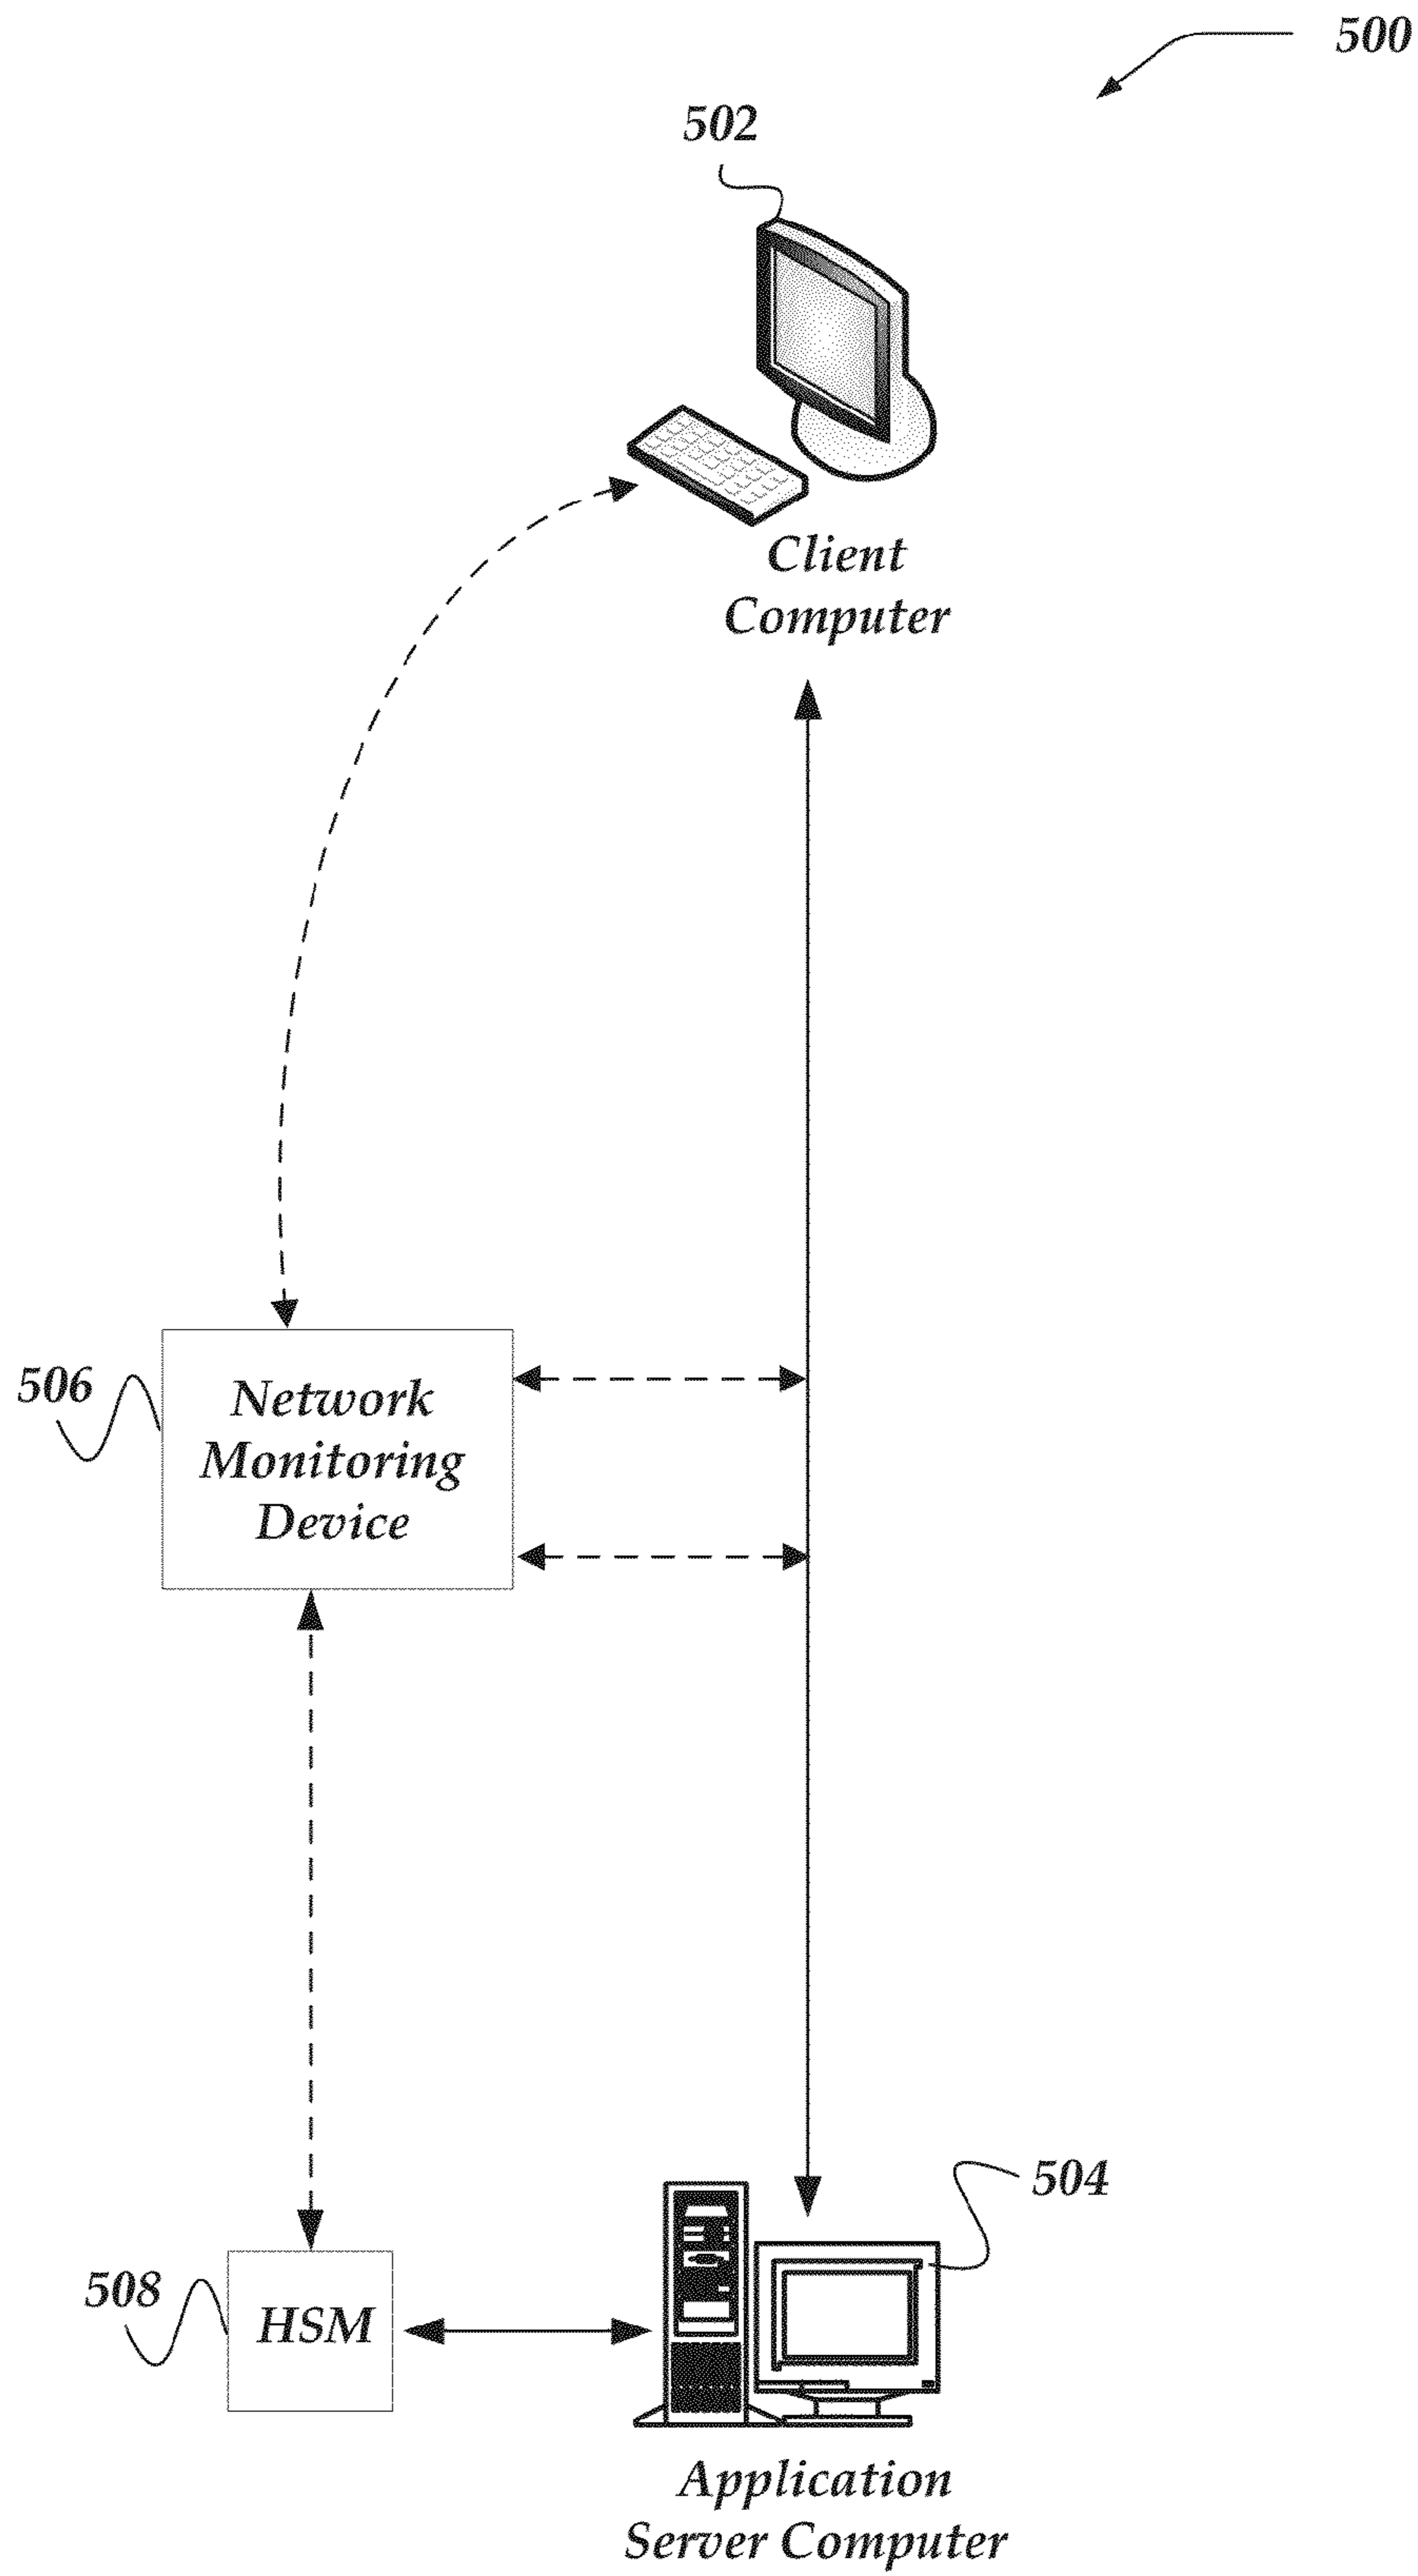 500
502
Client
Computer
506
Network
Monitoring
Device
504
508
HSM
Application
Server Computer